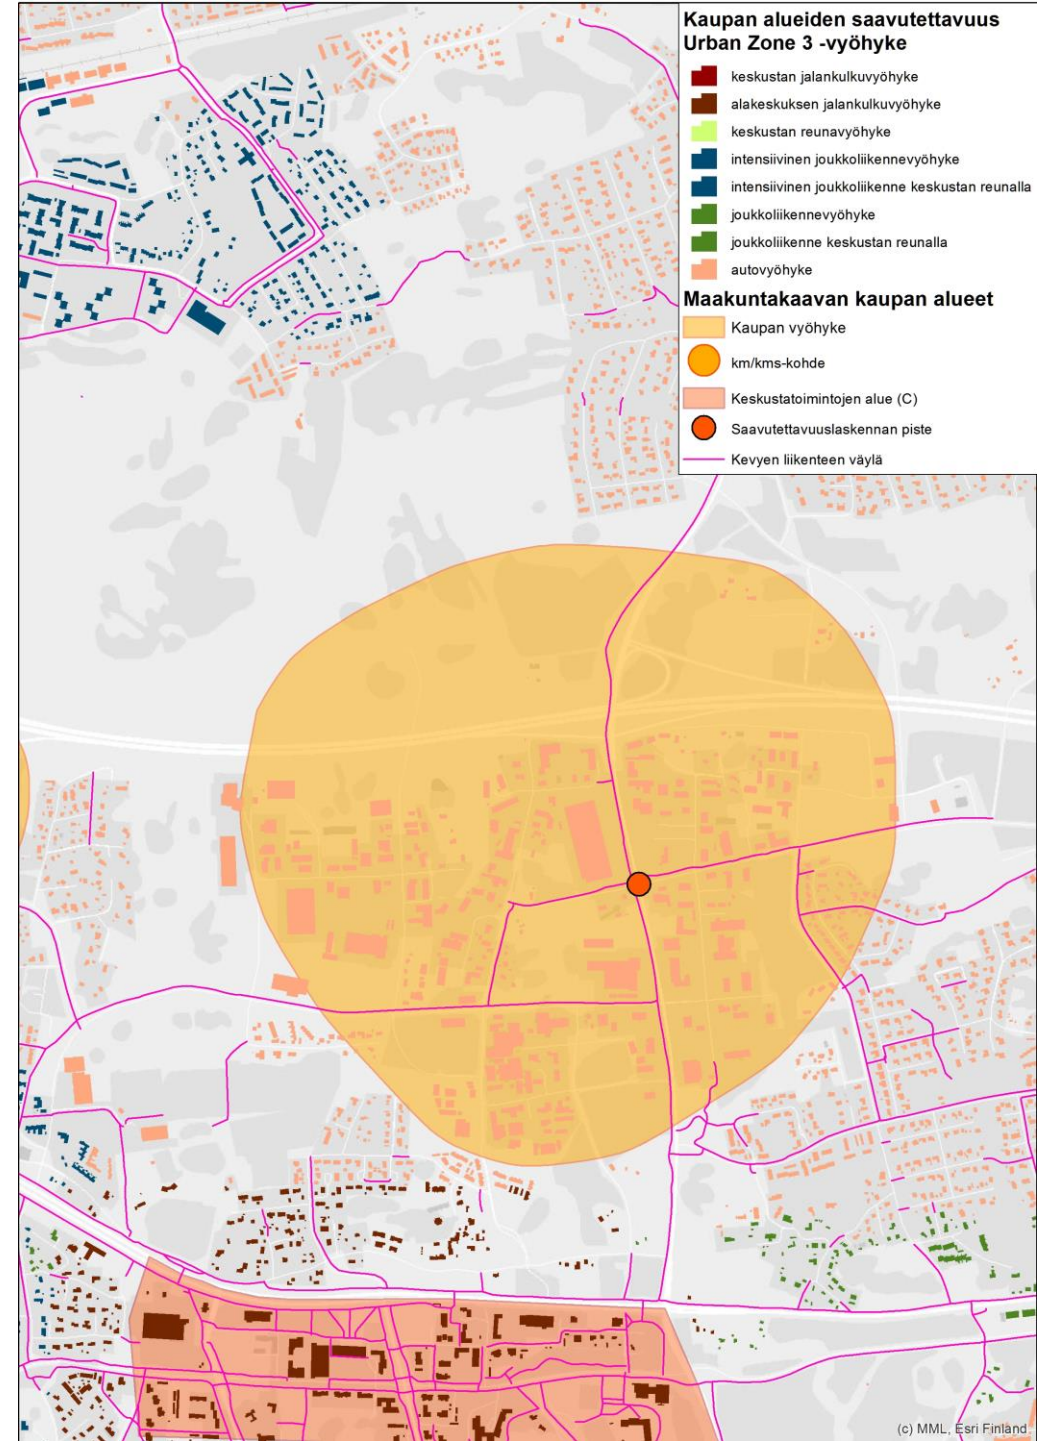 Kaupan alueiden saavutettavuus
Urban Zone 3 -vyöhyke
keskustan jalankulkuvyöhyke
alakeskuksen jalankulkuvyöhyke
keskustan reunavyöhyke
intensiivinen joukkoliikennevyöhyke
intensiivinen joukkoliikenne keskustan reunalla
joukkoliikennevyöhyke
joukkoliikenne keskustan reunalla
autovyöhyke
Maakuntakaavan kaupan alueet
Kaupan vyöhyke
km/kms-kohde
Keskustatoimintojen alue (C)
Saavutettavuuslaskennan piste
Kevyen liikenteen väylä
(c) MML, Esri Finland